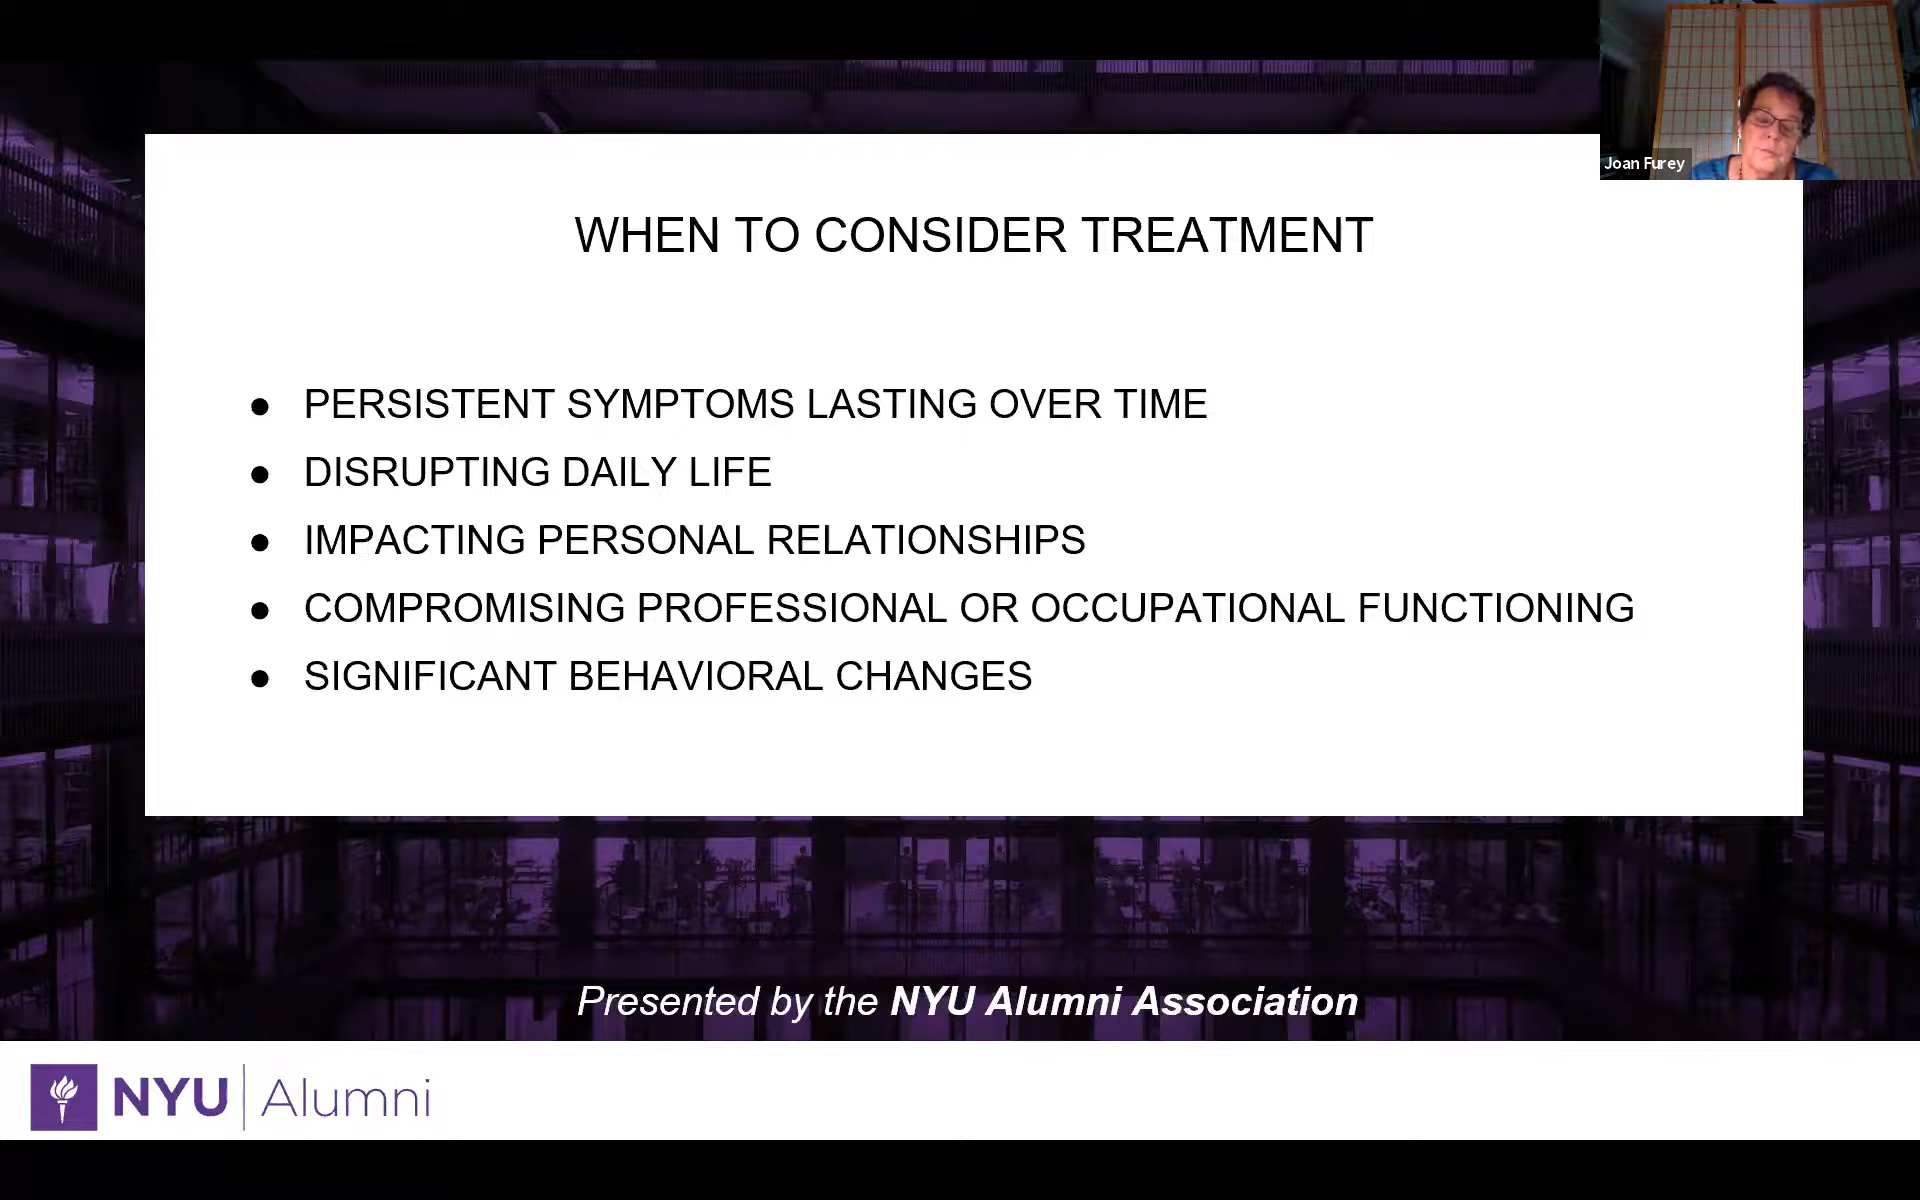 Joan Furey
WHEN TO CONSIDER TREATMENT
● PERSISTENT SYMPTOMS LASTING OVER TIME
● DISRUPTING DAILY LIFE
● IMPACTING PERSONAL RELATIONSHIPS
● COMPROMISING PROFESSIONAL OR OCCUPATIONAL FUNCTIONING
● SIGNIFICANT BEHAVIORAL CHANGES
Presented by the NYU Alumni Association
NYU | Alumni